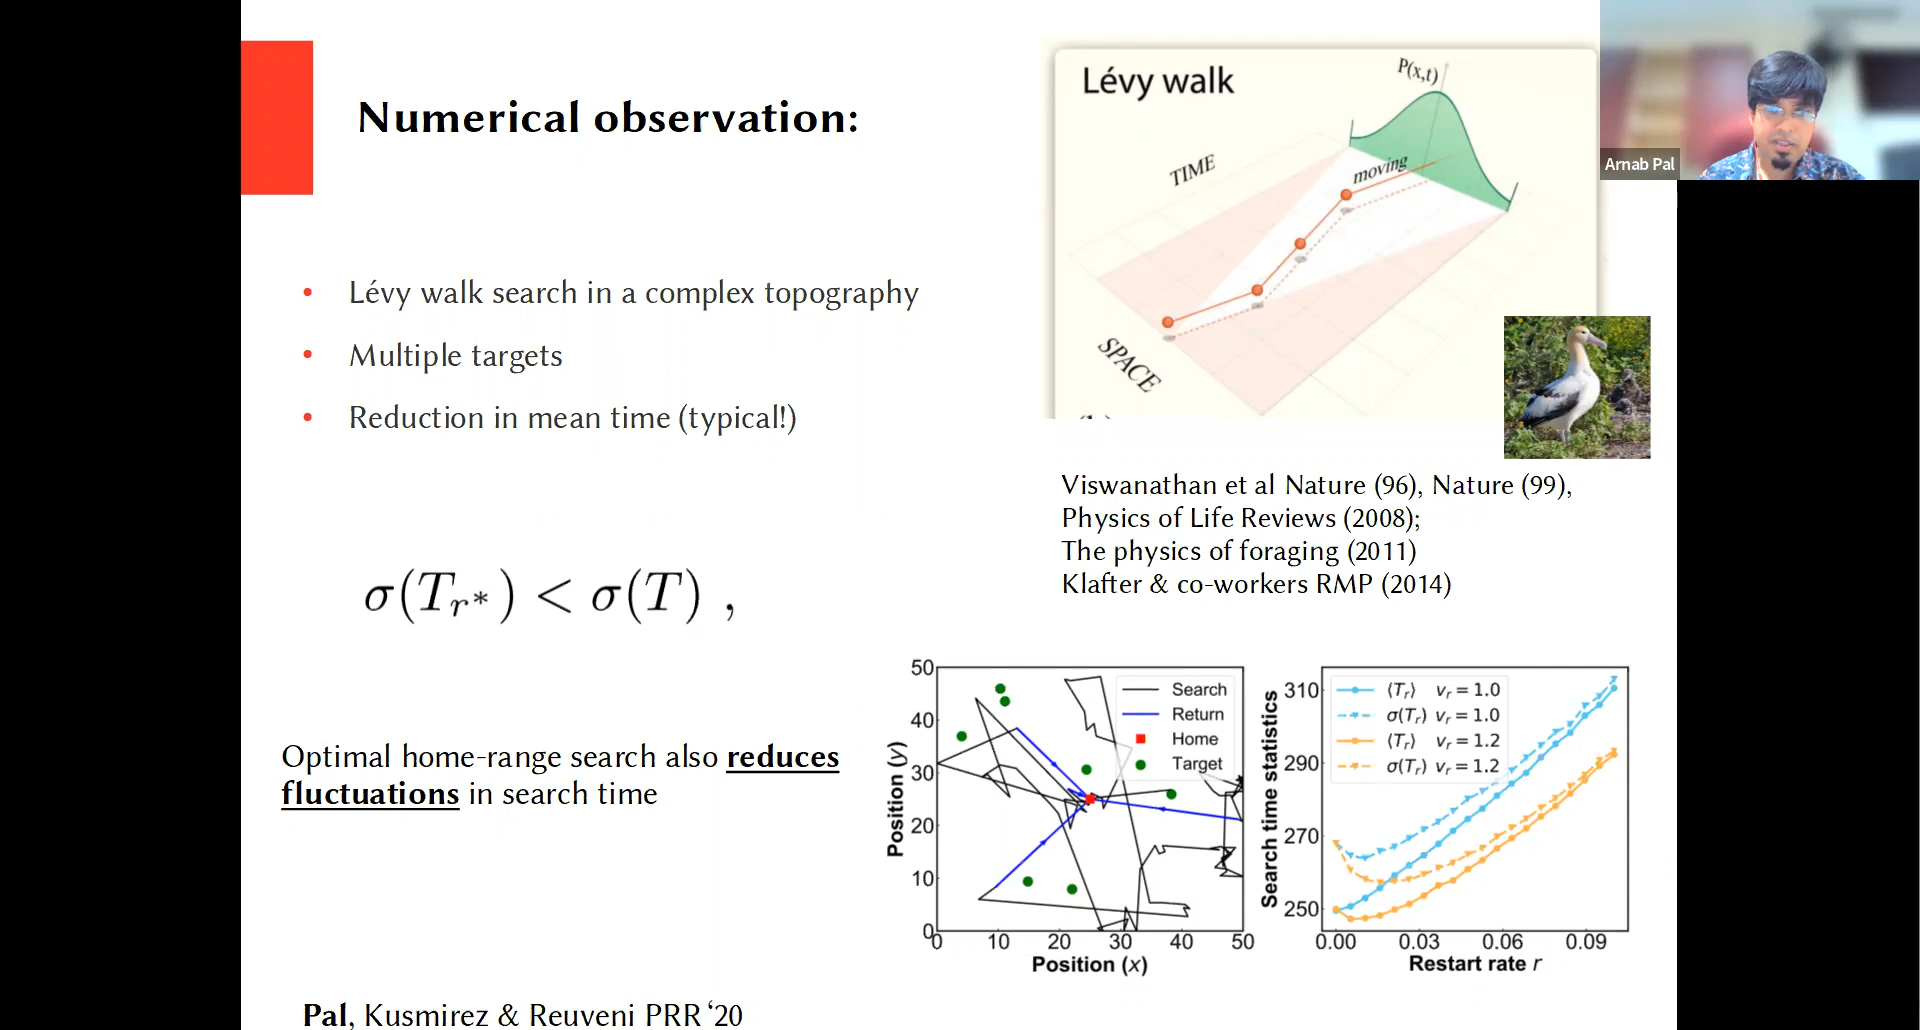 Numerical observation:
• Lévy walk search in a complex topography
• Multiple targets
• Reduction in mean time (typical!)
σ(T_{r*}) < σ(T) ,
Optimal home-range search also reduces
fluctuations in search time
Pal, Kusmirez & Reuveni PRR ‘20
Lévy walk
P(x,t)
TIME
moving
SPACE
Arnab Pal
Viswanathan et al Nature (96), Nature (99),
Physics of Life Reviews (2008);
The physics of foraging (2011)
Klafter & co-workers RMP (2014)
50
40
30
20
10
0
Position (y)
Search
Return
Home
Target
0 10 20 30 40 50
Position (x)
310
290
270
250
Search time statistics
⟨T_r⟩ v_r = 1.0
σ(T_r) v_r = 1.0
⟨T_r⟩ v_r = 1.2
σ(T_r) v_r = 1.2
0.00 0.03 0.06 0.09
Restart rate r